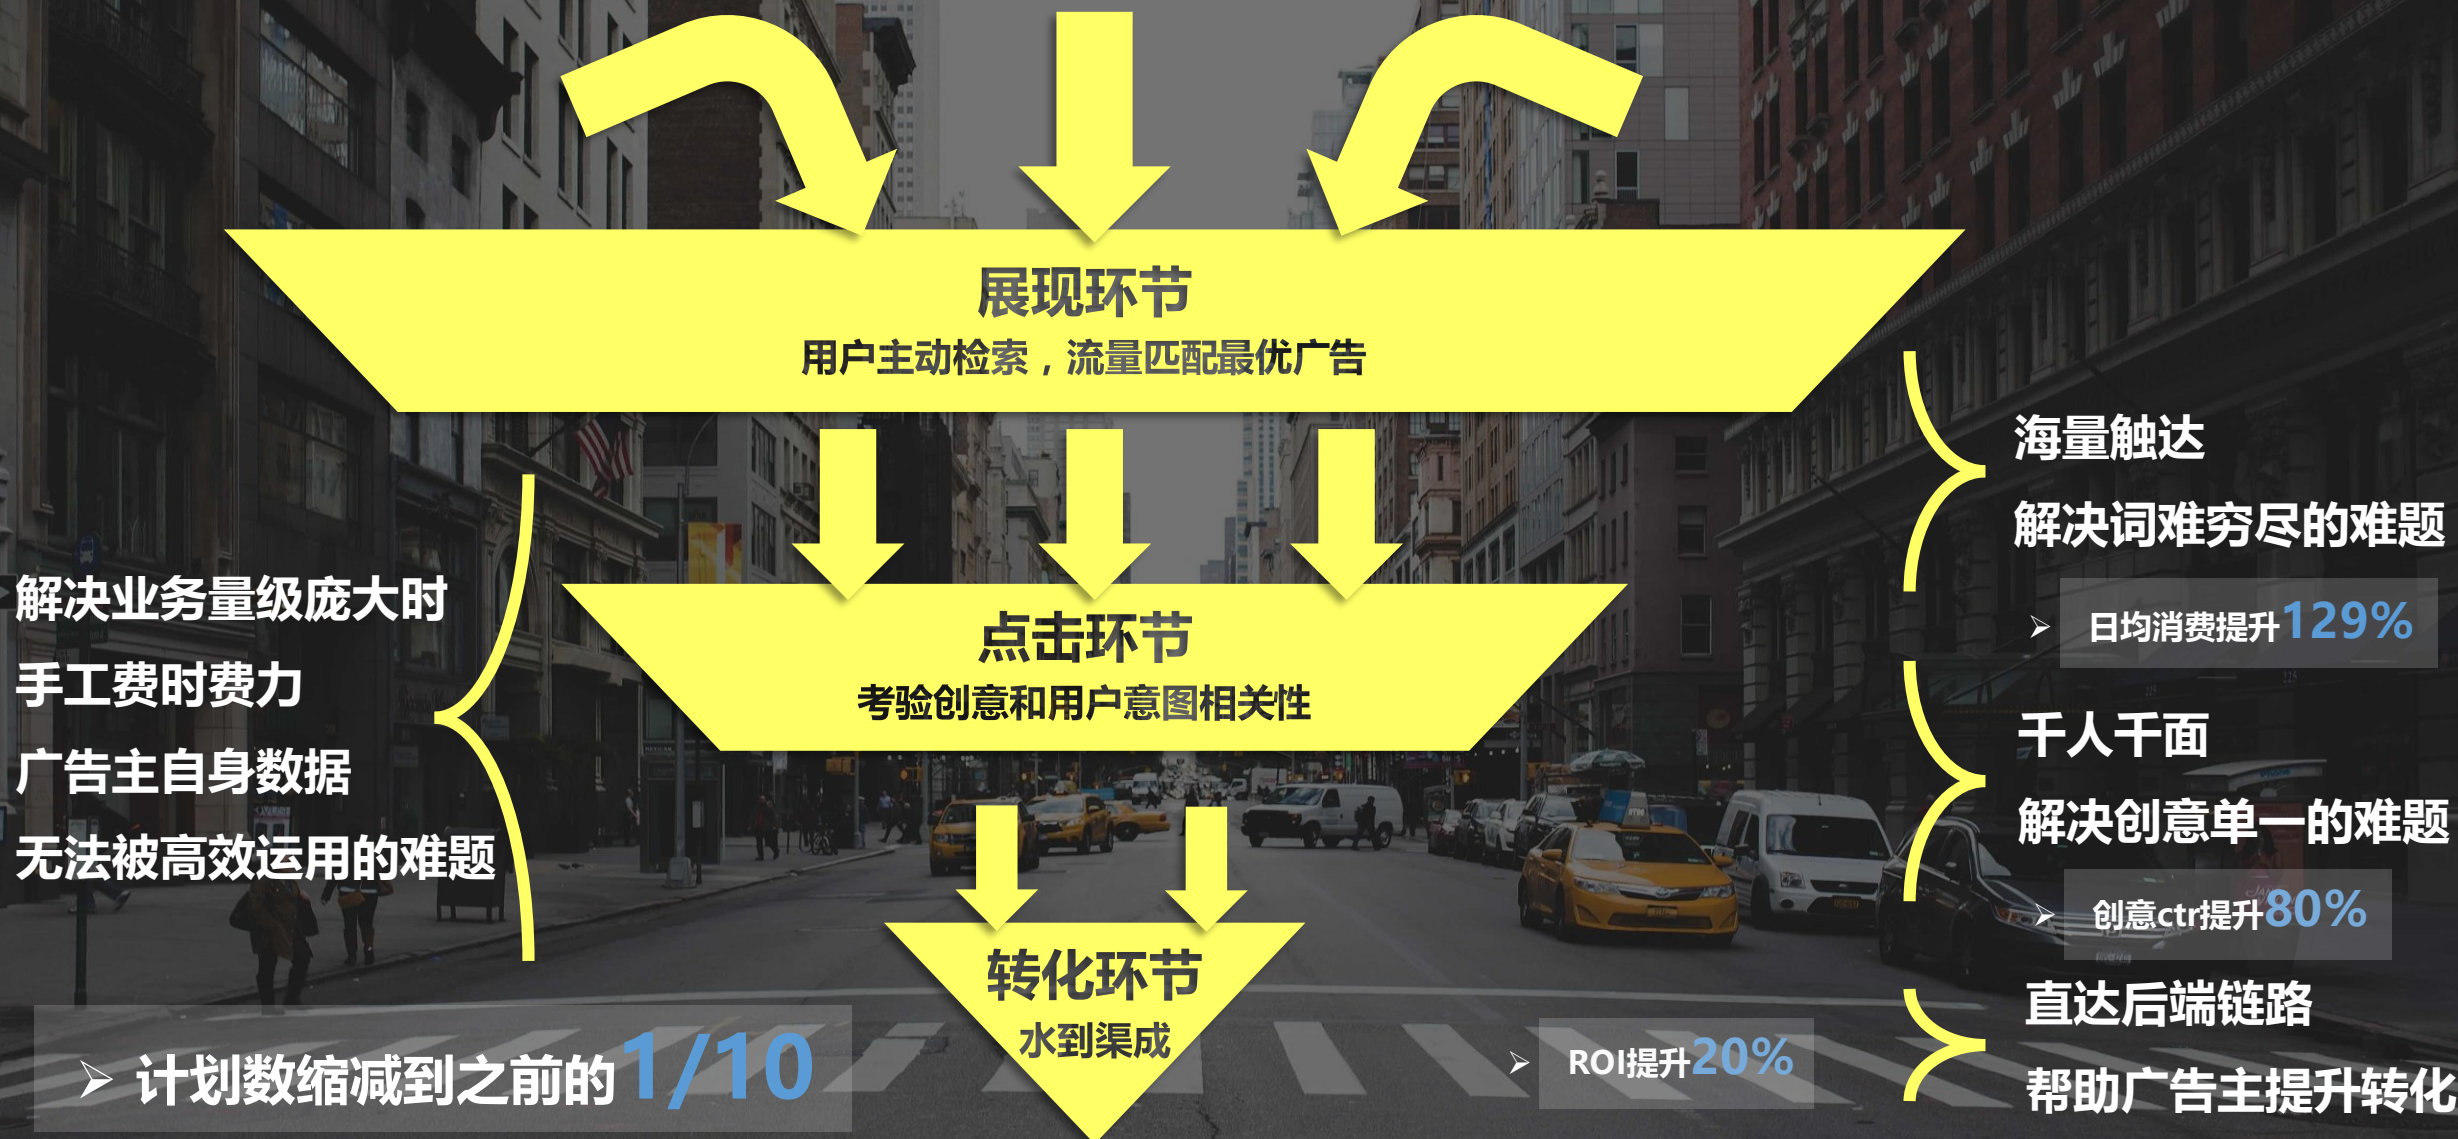 展现环节
用户主动检索，流量匹配最优广告
点击环节
考验创意和用户意图相关性
转化环节
水到渠成
解决业务量级庞大时
手工费时费力
广告主自身数据
无法被高效运用的难题
➢ 计划数缩减到之前的1/10
海量触达
解决词难穷尽的难题
➢ 日均消费提升129%
千人千面
解决创意单一的难题
➢ 创意ctr提升80%
直达后端链路
帮助广告主提升转化
➢ ROI提升20%